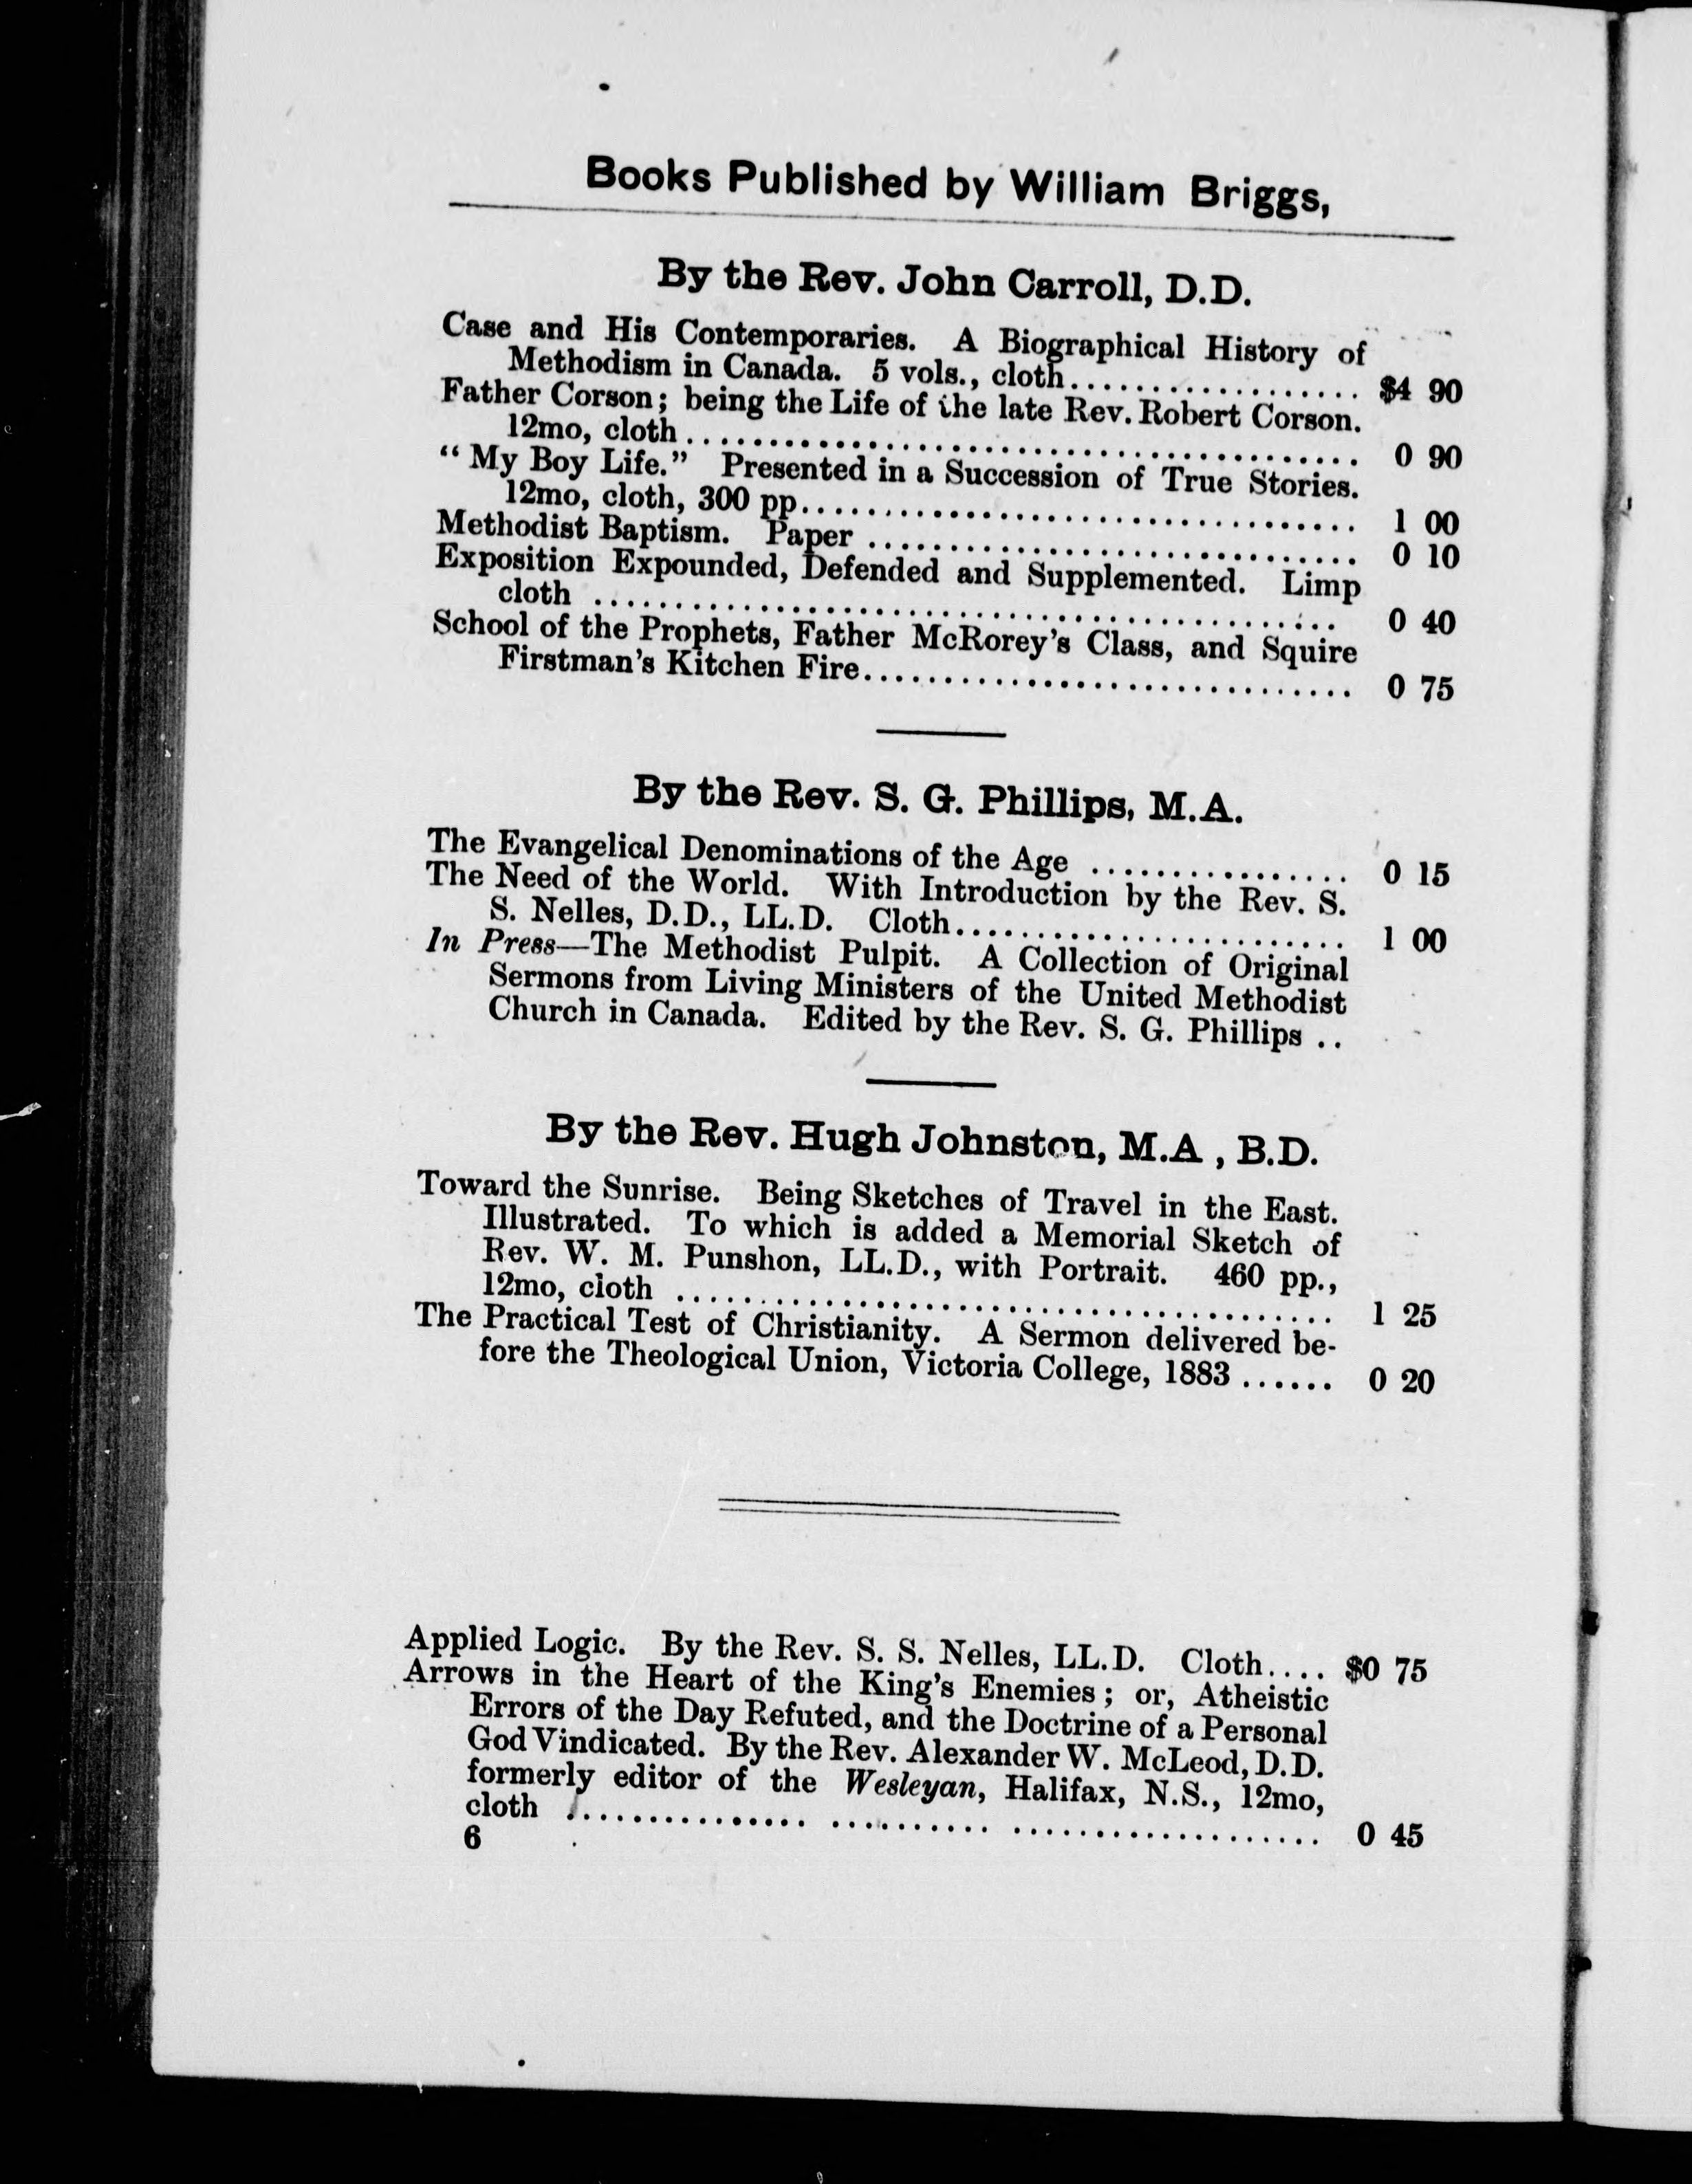 Books Published by William Briggs,
By the Rev. John Carroll, D.D.
Case and His Contemporaries. A Biographical History of
Methodism in Canada. 5 vols., cloth.................. $4 90
Father Corson; being the Life of the late Rev. Robert Corson.
12mo, cloth.......................................... 0 90
"My Boy Life." Presented in a Succession of True Stories.
12mo, cloth, 300 pp.................................. 1 00
Methodist Baptism. Paper .............................. 0 10
Exposition Expounded, Defended and Supplemented. Limp
cloth ............................................... 0 40
School of the Prophets, Father McRorey's Class, and Squire
Firstman's Kitchen Fire.............................. 0 75
By the Rev. S. G. Phillips, M.A.
The Evangelical Denominations of the Age ................ 0 15
The Need of the World. With Introduction by the Rev. S.
S. Nelles, D.D., LL.D. Cloth........................ 1 00
In Press—The Methodist Pulpit. A Collection of Original
Sermons from Living Ministers of the United Methodist
Church in Canada. Edited by the Rev. S. G. Phillips ..
By the Rev. Hugh Johnston, M.A , B.D.
Toward the Sunrise. Being Sketches of Travel in the East.
Illustrated. To which is added a Memorial Sketch of
Rev. W. M. Punshon, LL.D., with Portrait. 460 pp.,
12mo, cloth ......................................... 1 25
The Practical Test of Christianity. A Sermon delivered be-
fore the Theological Union, Victoria College, 1883 ...... 0 20
Applied Logic. By the Rev. S. S. Nelles, LL.D. Cloth.... $0 75
Arrows in the Heart of the King's Enemies; or, Atheistic
Errors of the Day Refuted, and the Doctrine of a Personal
God Vindicated. By the Rev. Alexander W. McLeod, D.D.
formerly editor of the Wesleyan, Halifax, N.S., 12mo,
cloth ............... .......... ................... 0 45
6